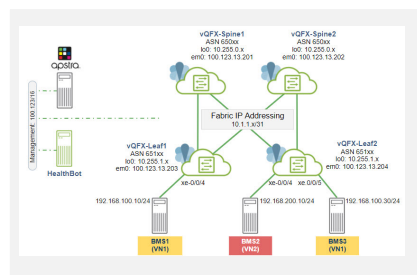 vQFX-Spine1
ASN 650xx
lo0: 10.255.0.x
em0: 100.123.13.201
vQFX-Spine2
ASN 650xx
lo0: 10.255.0.x
em0: 100.123.13.202
apstra
Management: 100.123/16
HealthBot
Fabric IP Addressing
10.1.1.x/31
vQFX-Leaf1
ASN 651xx
lo0: 10.255.1.x
em0: 100.123.13.203
vQFX-Leaf2
ASN 651xx
lo0: 10.255.1.x
em0: 100.123.13.204
xe-0/0/4
xe-0/0/4
xe-0/0/5
192.168.100.10/24
192.168.200.10/24
192.168.100.30/24
BMS1
(VN1)
BMS2
(VN2)
BMS3
(VN1)